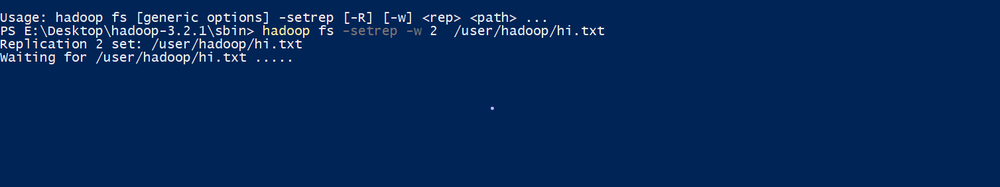 Usage: hadoop fs [generic options] -setrep [-R] [-w] <rep> <path> ...
PS E:\Desktop\hadoop-3.2.1\sbin> hadoop fs -setrep -w 2  /user/hadoop/hi.txt
Replication 2 set: /user/hadoop/hi.txt
Waiting for /user/hadoop/hi.txt .....